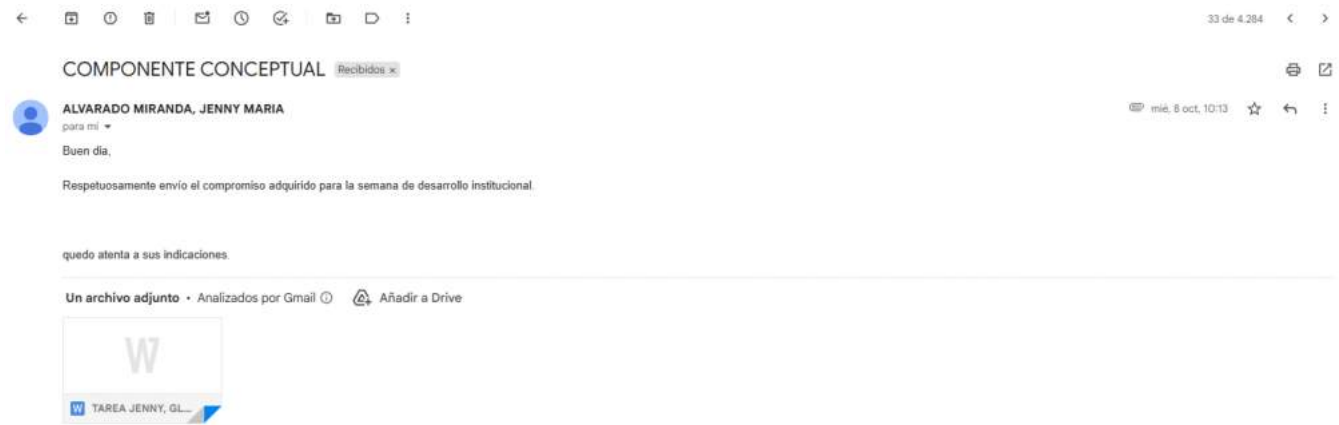 33 de 4.284
COMPONENTE CONCEPTUAL Recibidos ×
ALVARADO MIRANDA, JENNY MARIA
mié, 8 oct, 10:13
para mí
Buen día,
Respetuosamente envío el compromiso adquirido para la semana de desarrollo institucional.
quedo atenta a sus indicaciones.
Un archivo adjunto • Analizados por Gmail Añadir a Drive
W
W TAREA JENNY, GL...